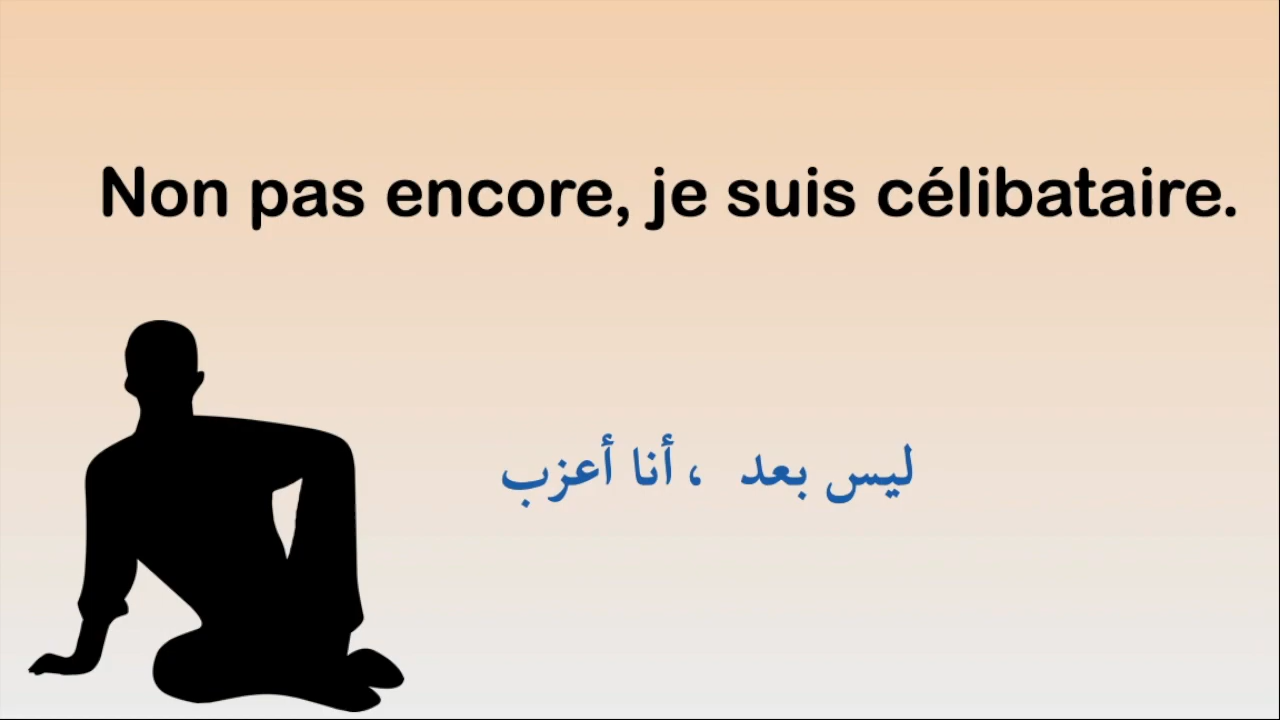 Non pas encore, je suis célibataire.
ليس بعد ، أنا أعزب